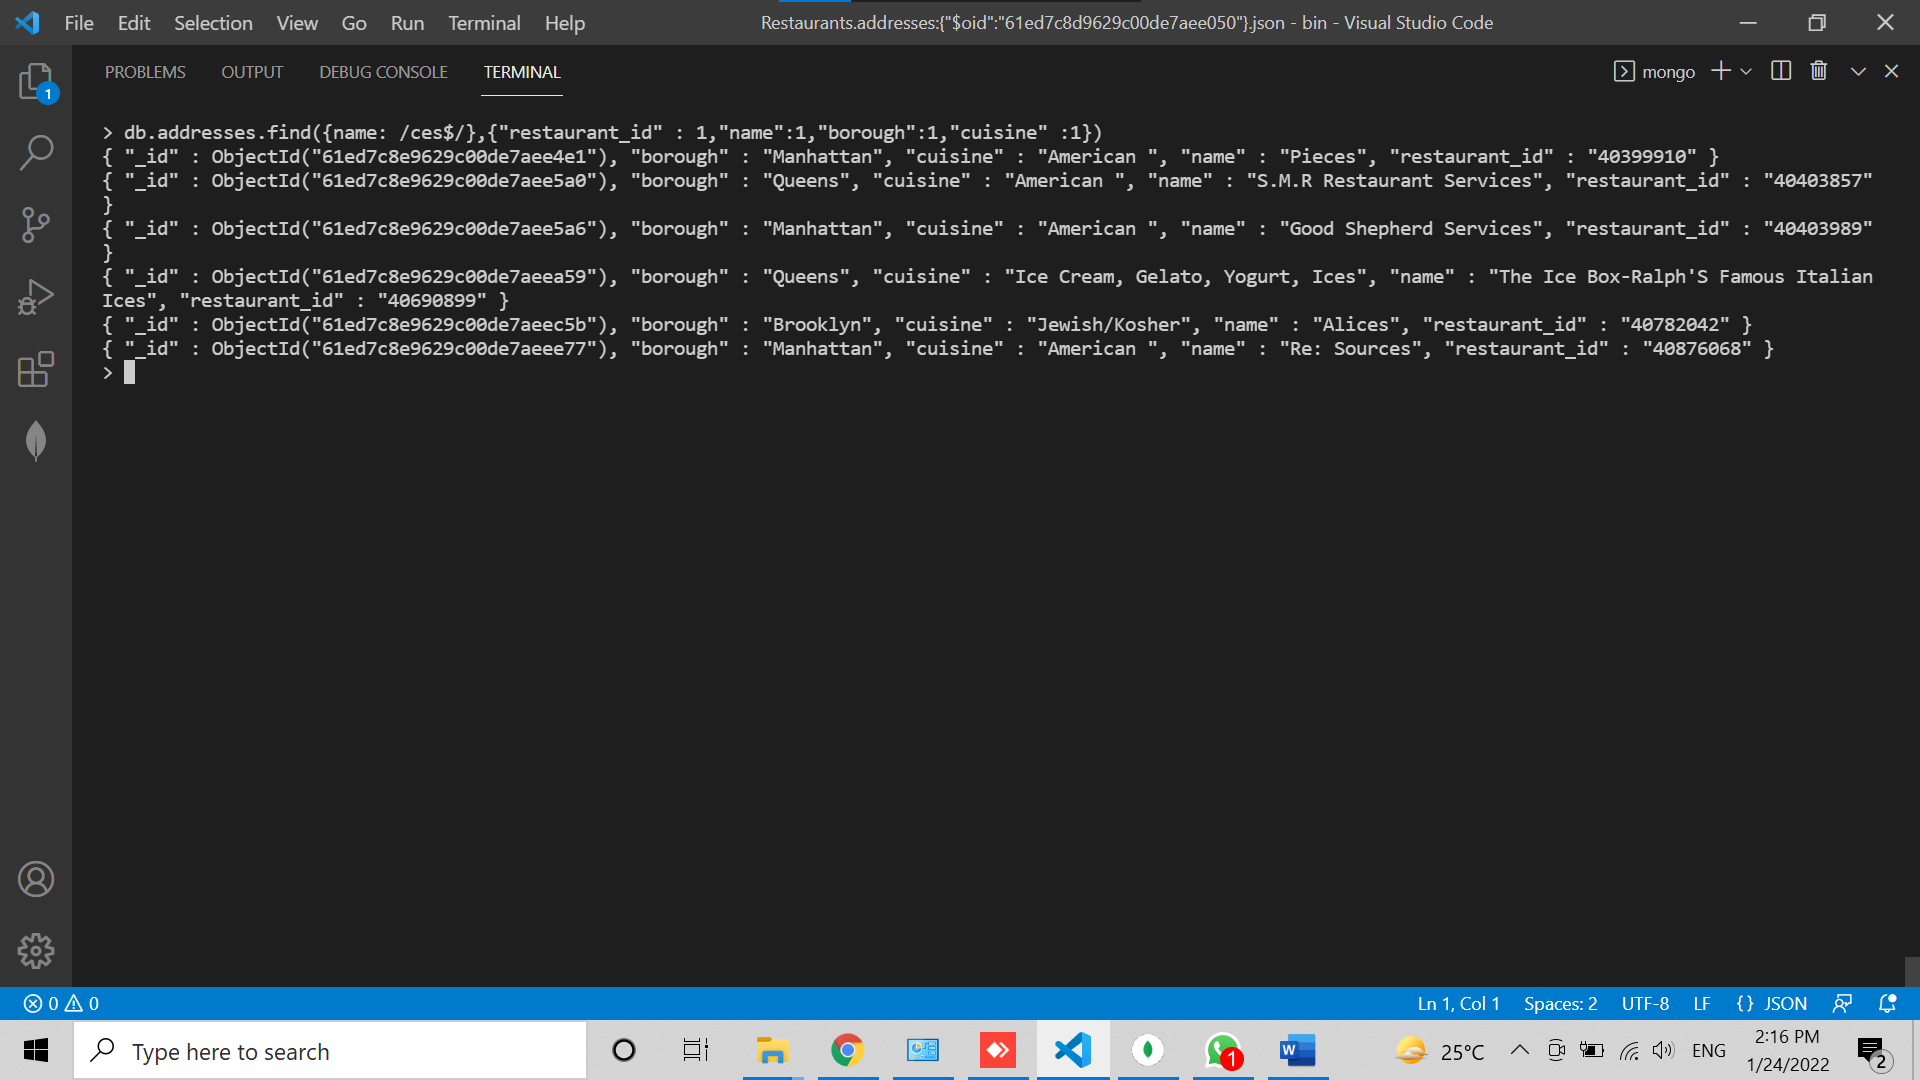 File Edit Selection View Go Run Terminal Help
Restaurants.addresses:{"$oid":"61ed7c8d9629c00de7aee050"}.json - bin - Visual Studio Code
1
PROBLEMS OUTPUT DEBUG CONSOLE TERMINAL
mongo
> db.addresses.find({name: /ces$/},{"restaurant_id" : 1,"name":1,"borough":1,"cuisine" :1})
{ "_id" : ObjectId("61ed7c8e9629c00de7aee4e1"), "borough" : "Manhattan", "cuisine" : "American ", "name" : "Pieces", "restaurant_id" : "40399910" }
{ "_id" : ObjectId("61ed7c8e9629c00de7aee5a0"), "borough" : "Queens", "cuisine" : "American ", "name" : "S.M.R Restaurant Services", "restaurant_id" : "40403857"
}
{ "_id" : ObjectId("61ed7c8e9629c00de7aee5a6"), "borough" : "Manhattan", "cuisine" : "American ", "name" : "Good Shepherd Services", "restaurant_id" : "40403989"
}
{ "_id" : ObjectId("61ed7c8e9629c00de7aeea59"), "borough" : "Queens", "cuisine" : "Ice Cream, Gelato, Yogurt, Ices", "name" : "The Ice Box-Ralph'S Famous Italian
Ices", "restaurant_id" : "40690899" }
{ "_id" : ObjectId("61ed7c8e9629c00de7aeec5b"), "borough" : "Brooklyn", "cuisine" : "Jewish/Kosher", "name" : "Alices", "restaurant_id" : "40782042" }
{ "_id" : ObjectId("61ed7c8e9629c00de7aeee77"), "borough" : "Manhattan", "cuisine" : "American ", "name" : "Re: Sources", "restaurant_id" : "40876068" }
>
0 0
Ln 1, Col 1 Spaces: 2 UTF-8 LF {} JSON
Type here to search
W
1
25°C
ENG
2:16 PM
1/24/2022
2